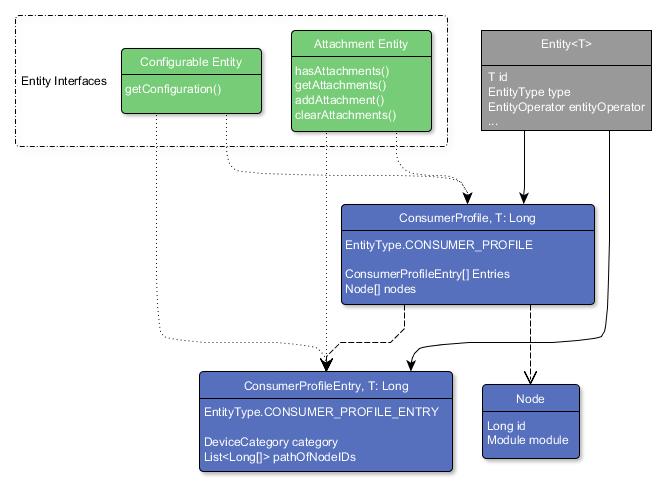 Entity Interfaces
Configurable Entity
getConfiguration()
Attachment Entity
hasAttachments()
getAttachments()
addAttachment()
clearAttachments()
Entity<T>
T id
EntityType type
EntityOperator entityOperator
...
ConsumerProfile, T: Long
EntityType.CONSUMER_PROFILE
ConsumerProfileEntry[] Entries
Node[] nodes
ConsumerProfileEntry, T: Long
EntityType.CONSUMER_PROFILE_ENTRY
DeviceCategory category
List<Long[]> pathOfNodeIDs
Node
Long id
Module module